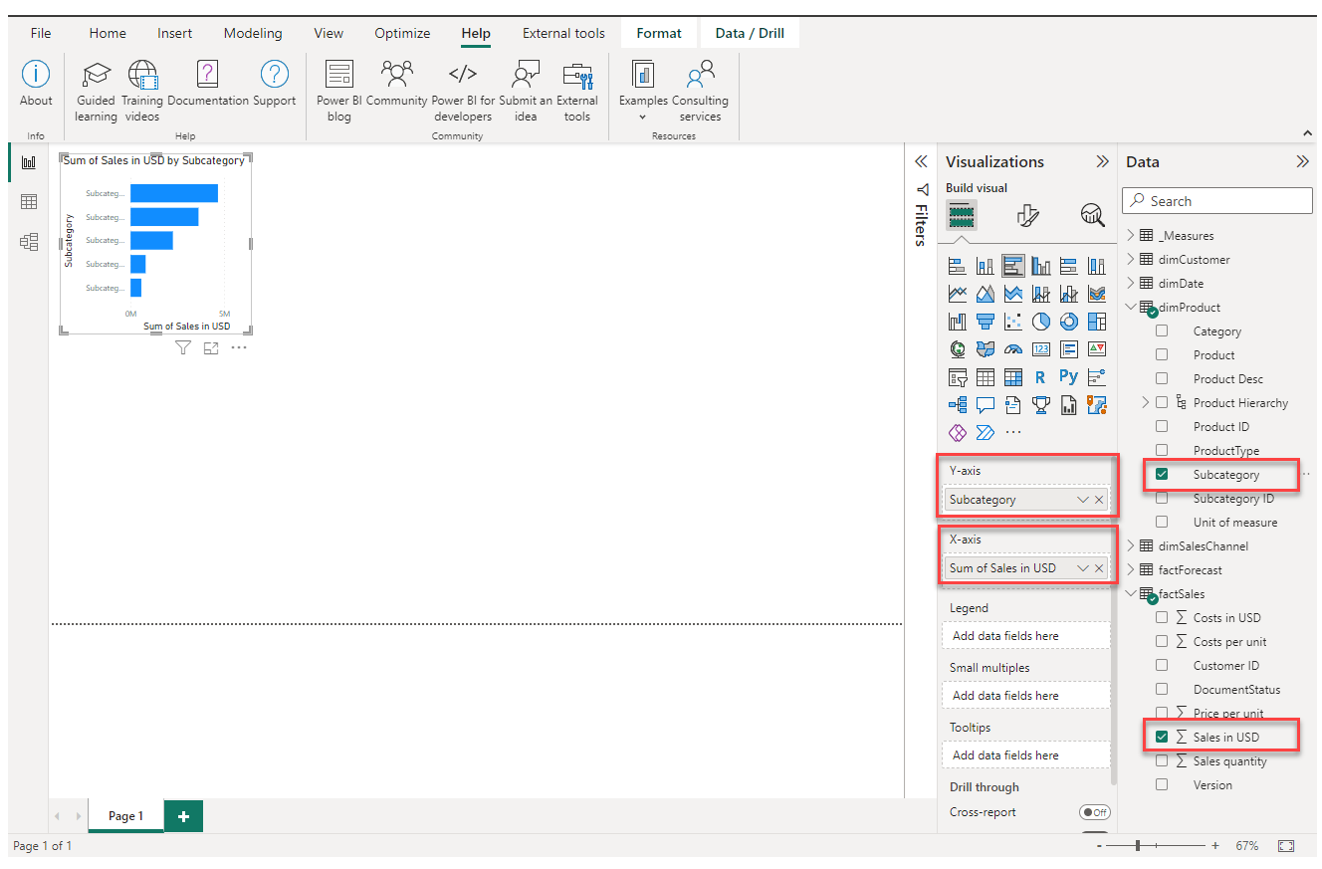 File Home Insert Modeling View Optimize Help External tools Format Data / Drill
About Guided learning Training videos Documentation Support Power BI blog Community Power BI for developers Submit an idea External tools Examples Consulting services
Info Help Community Resources
Sum of Sales in USD by Subcategory
Subcategory
Subcateg...
Subcateg...
Subcateg...
Subcateg...
Subcateg...
0M 5M
Sum of Sales in USD
Filters
Visualizations
Build visual
123
R Py
Y-axis
Subcategory
X-axis
Sum of Sales in USD
Legend
Add data fields here
Small multiples
Add data fields here
Tooltips
Add data fields here
Drill through
Cross-report Off
Data
Search
_Measures
dimCustomer
dimDate
dimProduct
Category
Product
Product Desc
Product Hierarchy
Product ID
ProductType
Subcategory
Subcategory ID
Unit of measure
dimSalesChannel
factForecast
factSales
∑ Costs in USD
∑ Costs per unit
Customer ID
DocumentStatus
∑ Price per unit
∑ Sales in USD
∑ Sales quantity
Version
Page 1 +
Page 1 of 1
- + 67%